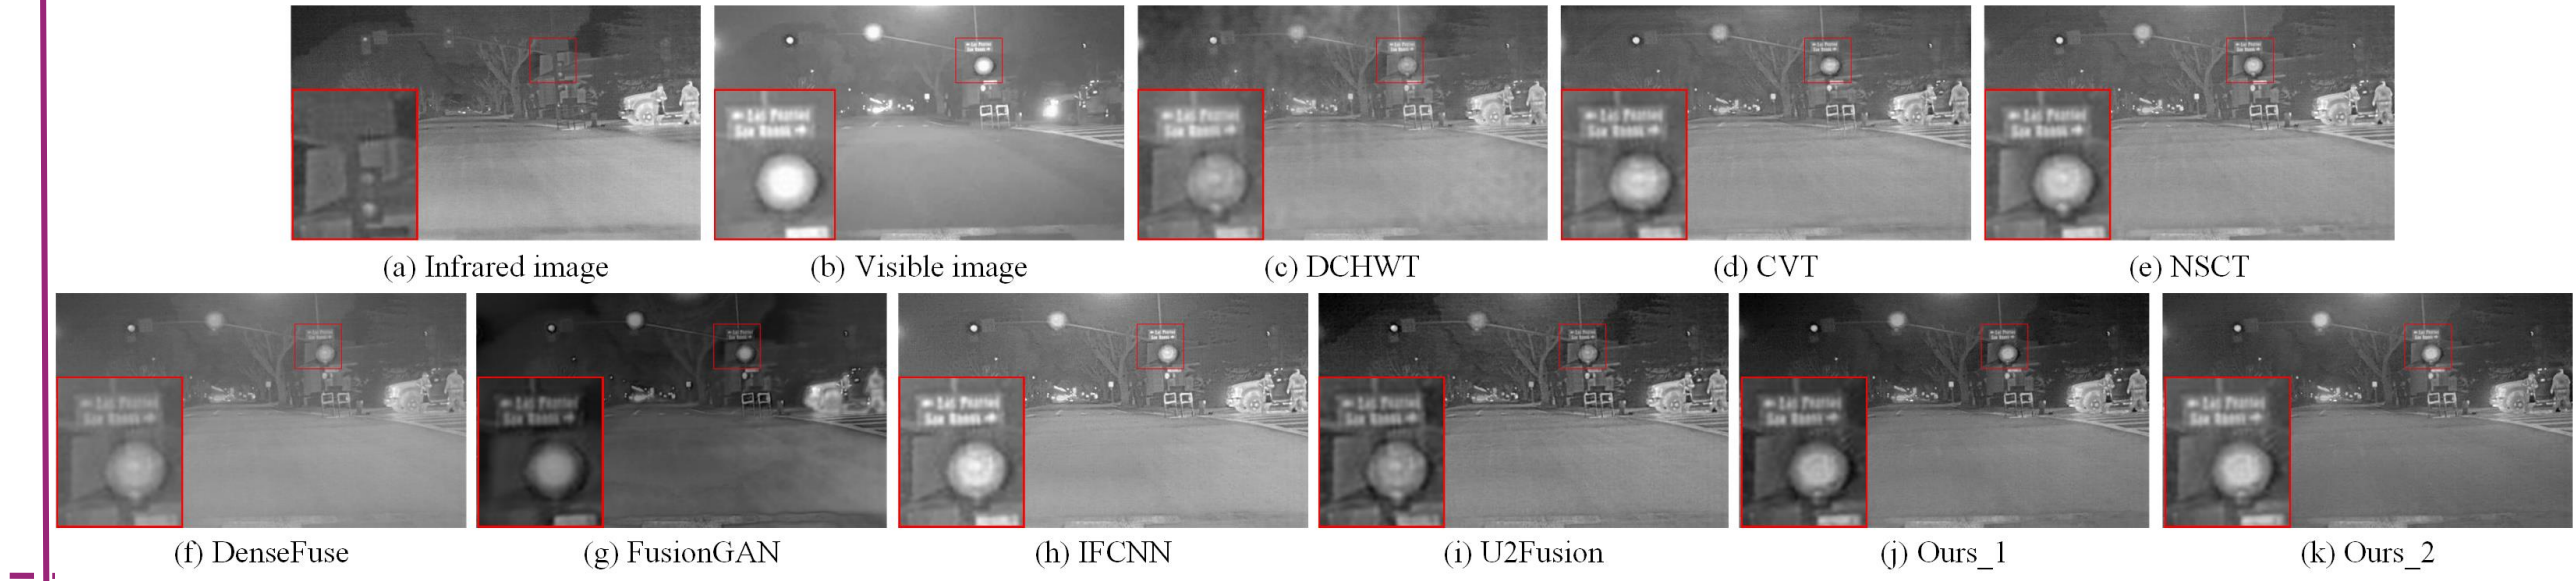 (a) Infrared image
(b) Visible image
(c) DCHWT
(d) CVT
(e) NSCT
(f) DenseFuse
(g) FusionGAN
(h) IFCNN
(i) U2Fusion
(j) Ours_1
(k) Ours_2